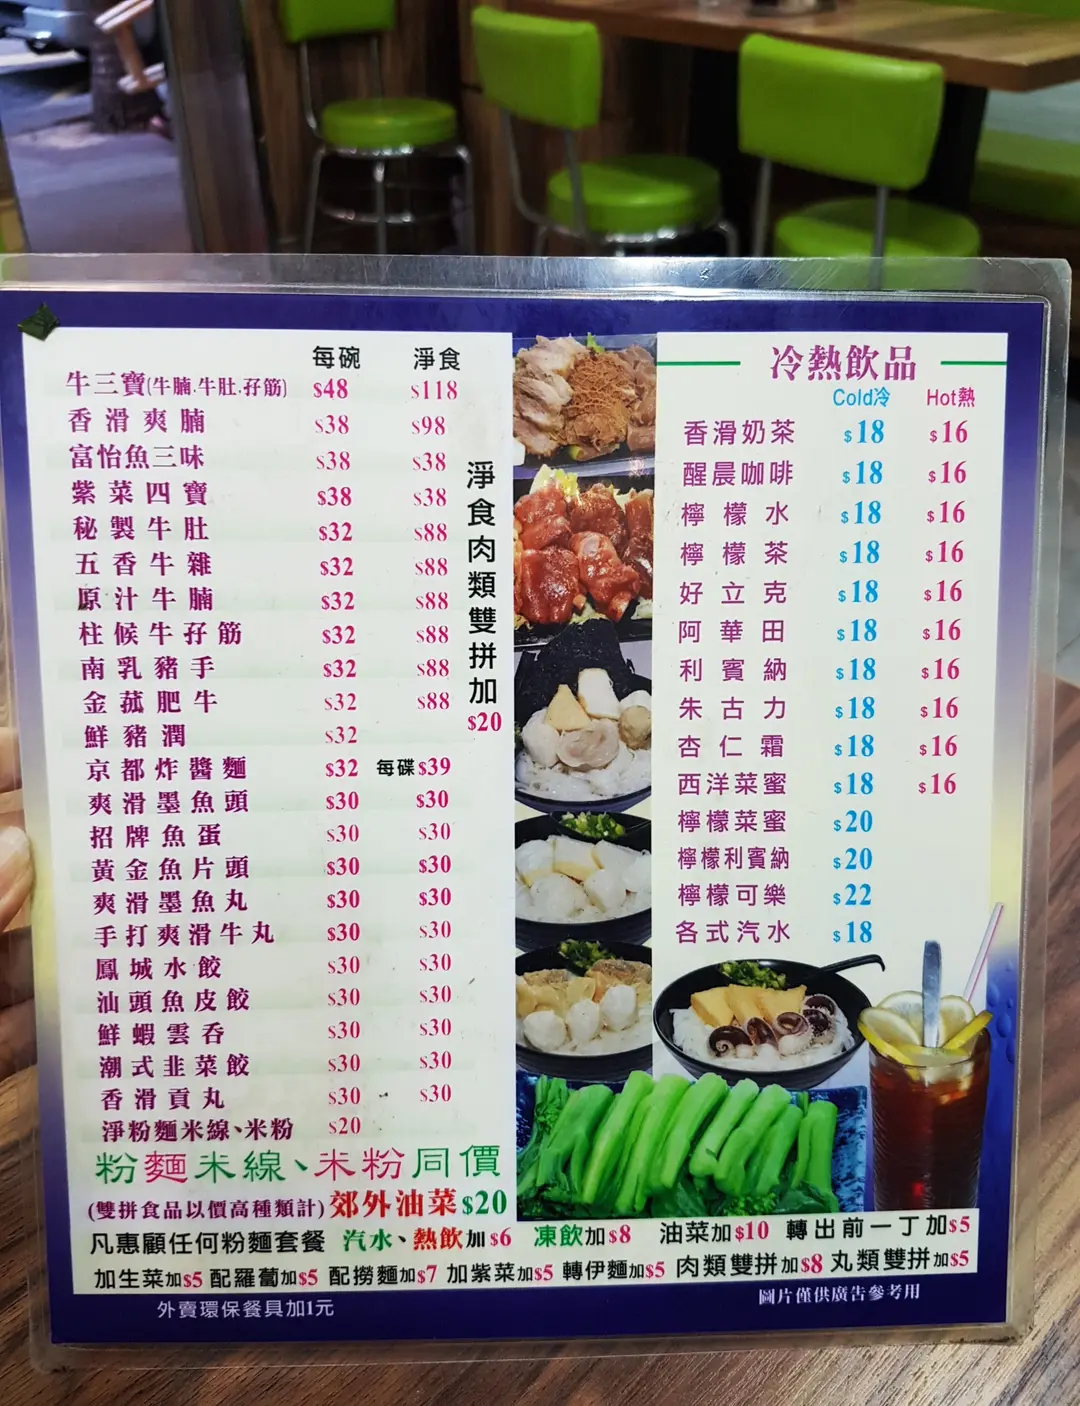 每碗 淨食
牛三寶(牛腩.牛肚.孖筋) $48 $118
香滑爽腩 $38 $98
富怡魚三味 $38 $38
紫菜四寶 $38 $38
秘製牛肚 $32 $88
五香牛雜 $32 $88
原汁牛腩 $32 $88
柱候牛孖筋 $32 $88
南乳豬手 $32 $88
金菇肥牛 $32 $88
鮮豬潤 $32
京都炸醬麵 $32 每碟$39
爽滑墨魚頭 $30 $30
招牌魚蛋 $30 $30
黃金魚片頭 $30 $30
爽滑墨魚丸 $30 $30
手打爽滑牛丸 $30 $30
鳳城水餃 $30 $30
汕頭魚皮餃 $30 $30
鮮蝦雲吞 $30 $30
潮式韭菜餃 $30 $30
香滑貢丸 $30 $30
淨粉麵米線、米粉 $20
淨食肉類雙拼加
$20
粉麵米線、米粉同價
(雙拼食品以價高種類計) 郊外油菜$20
冷熱飲品
Cold冷 Hot熱
香滑奶茶 $18 $16
醒晨咖啡 $18 $16
檸檬水 $18 $16
檸檬茶 $18 $16
好立克 $18 $16
阿華田 $18 $16
利賓納 $18 $16
朱古力 $18 $16
杏仁霜 $18 $16
西洋菜蜜 $18 $16
檸檬菜蜜 $20
檸檬利賓納 $20
檸檬可樂 $22
各式汽水 $18
凡惠顧任何粉麵套餐 汽水、熱飲加$6 凍飲加$8 油菜加$10 轉出前一丁加$5
加生菜加$5 配羅蔔加$5 配撈麵加$7 加紫菜加$5 轉伊麵加$5 肉類雙拼加$8 丸類雙拼加$5
外賣環保餐具加1元
圖片僅供廣告參考用